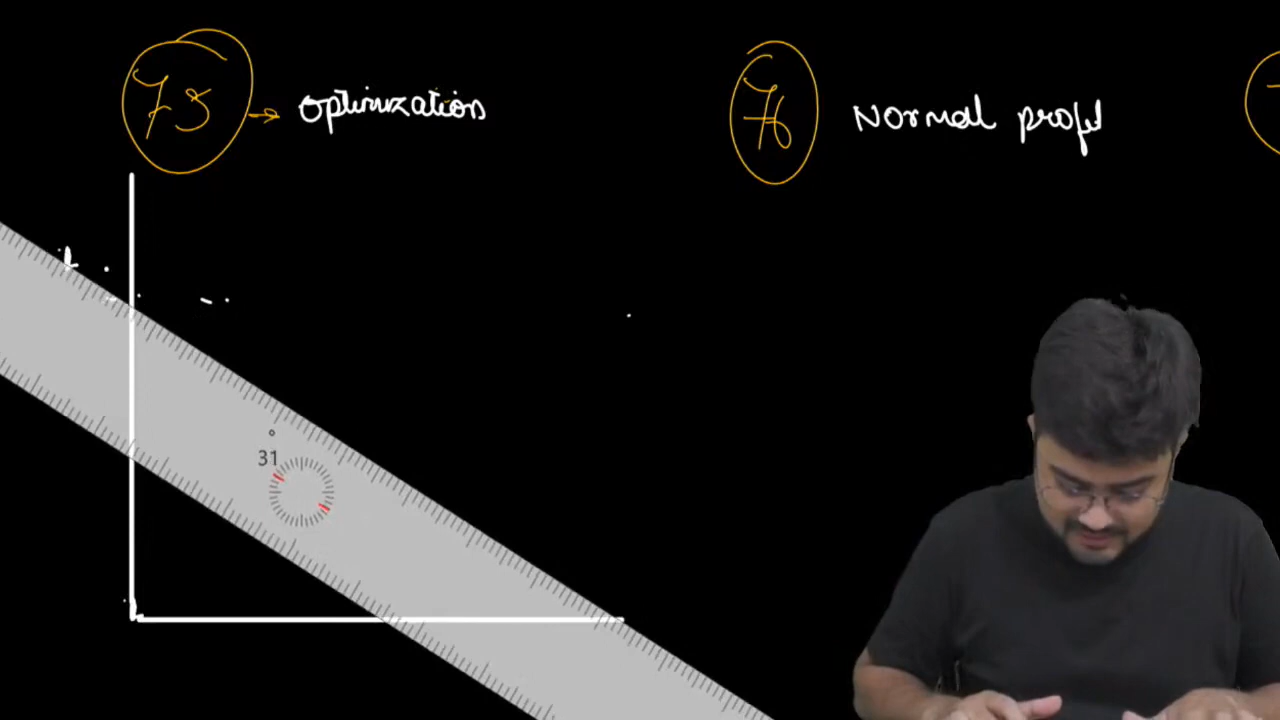 75 → optimization
76 Normal profit
31